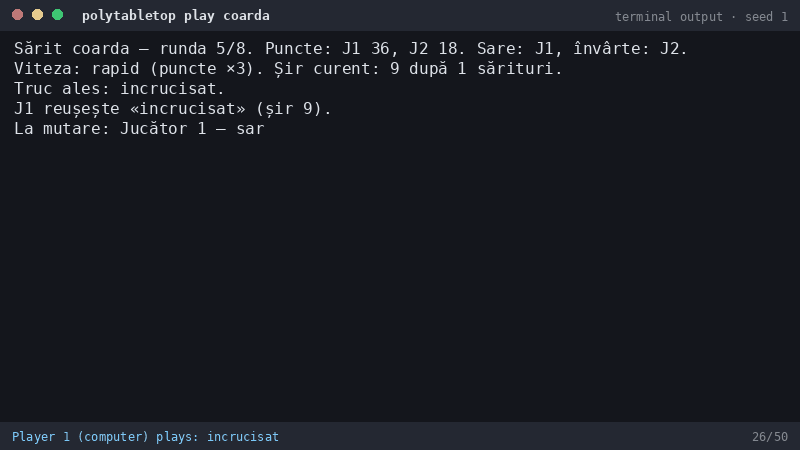 polytabletop play coarda
terminal output · seed 1
Sărit coarda — runda 5/8. Puncte: J1 36, J2 18. Sare: J1, învârte: J2.
Viteza: rapid (puncte ×3). Șir curent: 9 după 1 sărituri.
Truc ales: incrucisat.
J1 reușește «incrucisat» (șir 9).
La mutare: Jucător 1 — sar
Player 1 (computer) plays: incrucisat
26/50